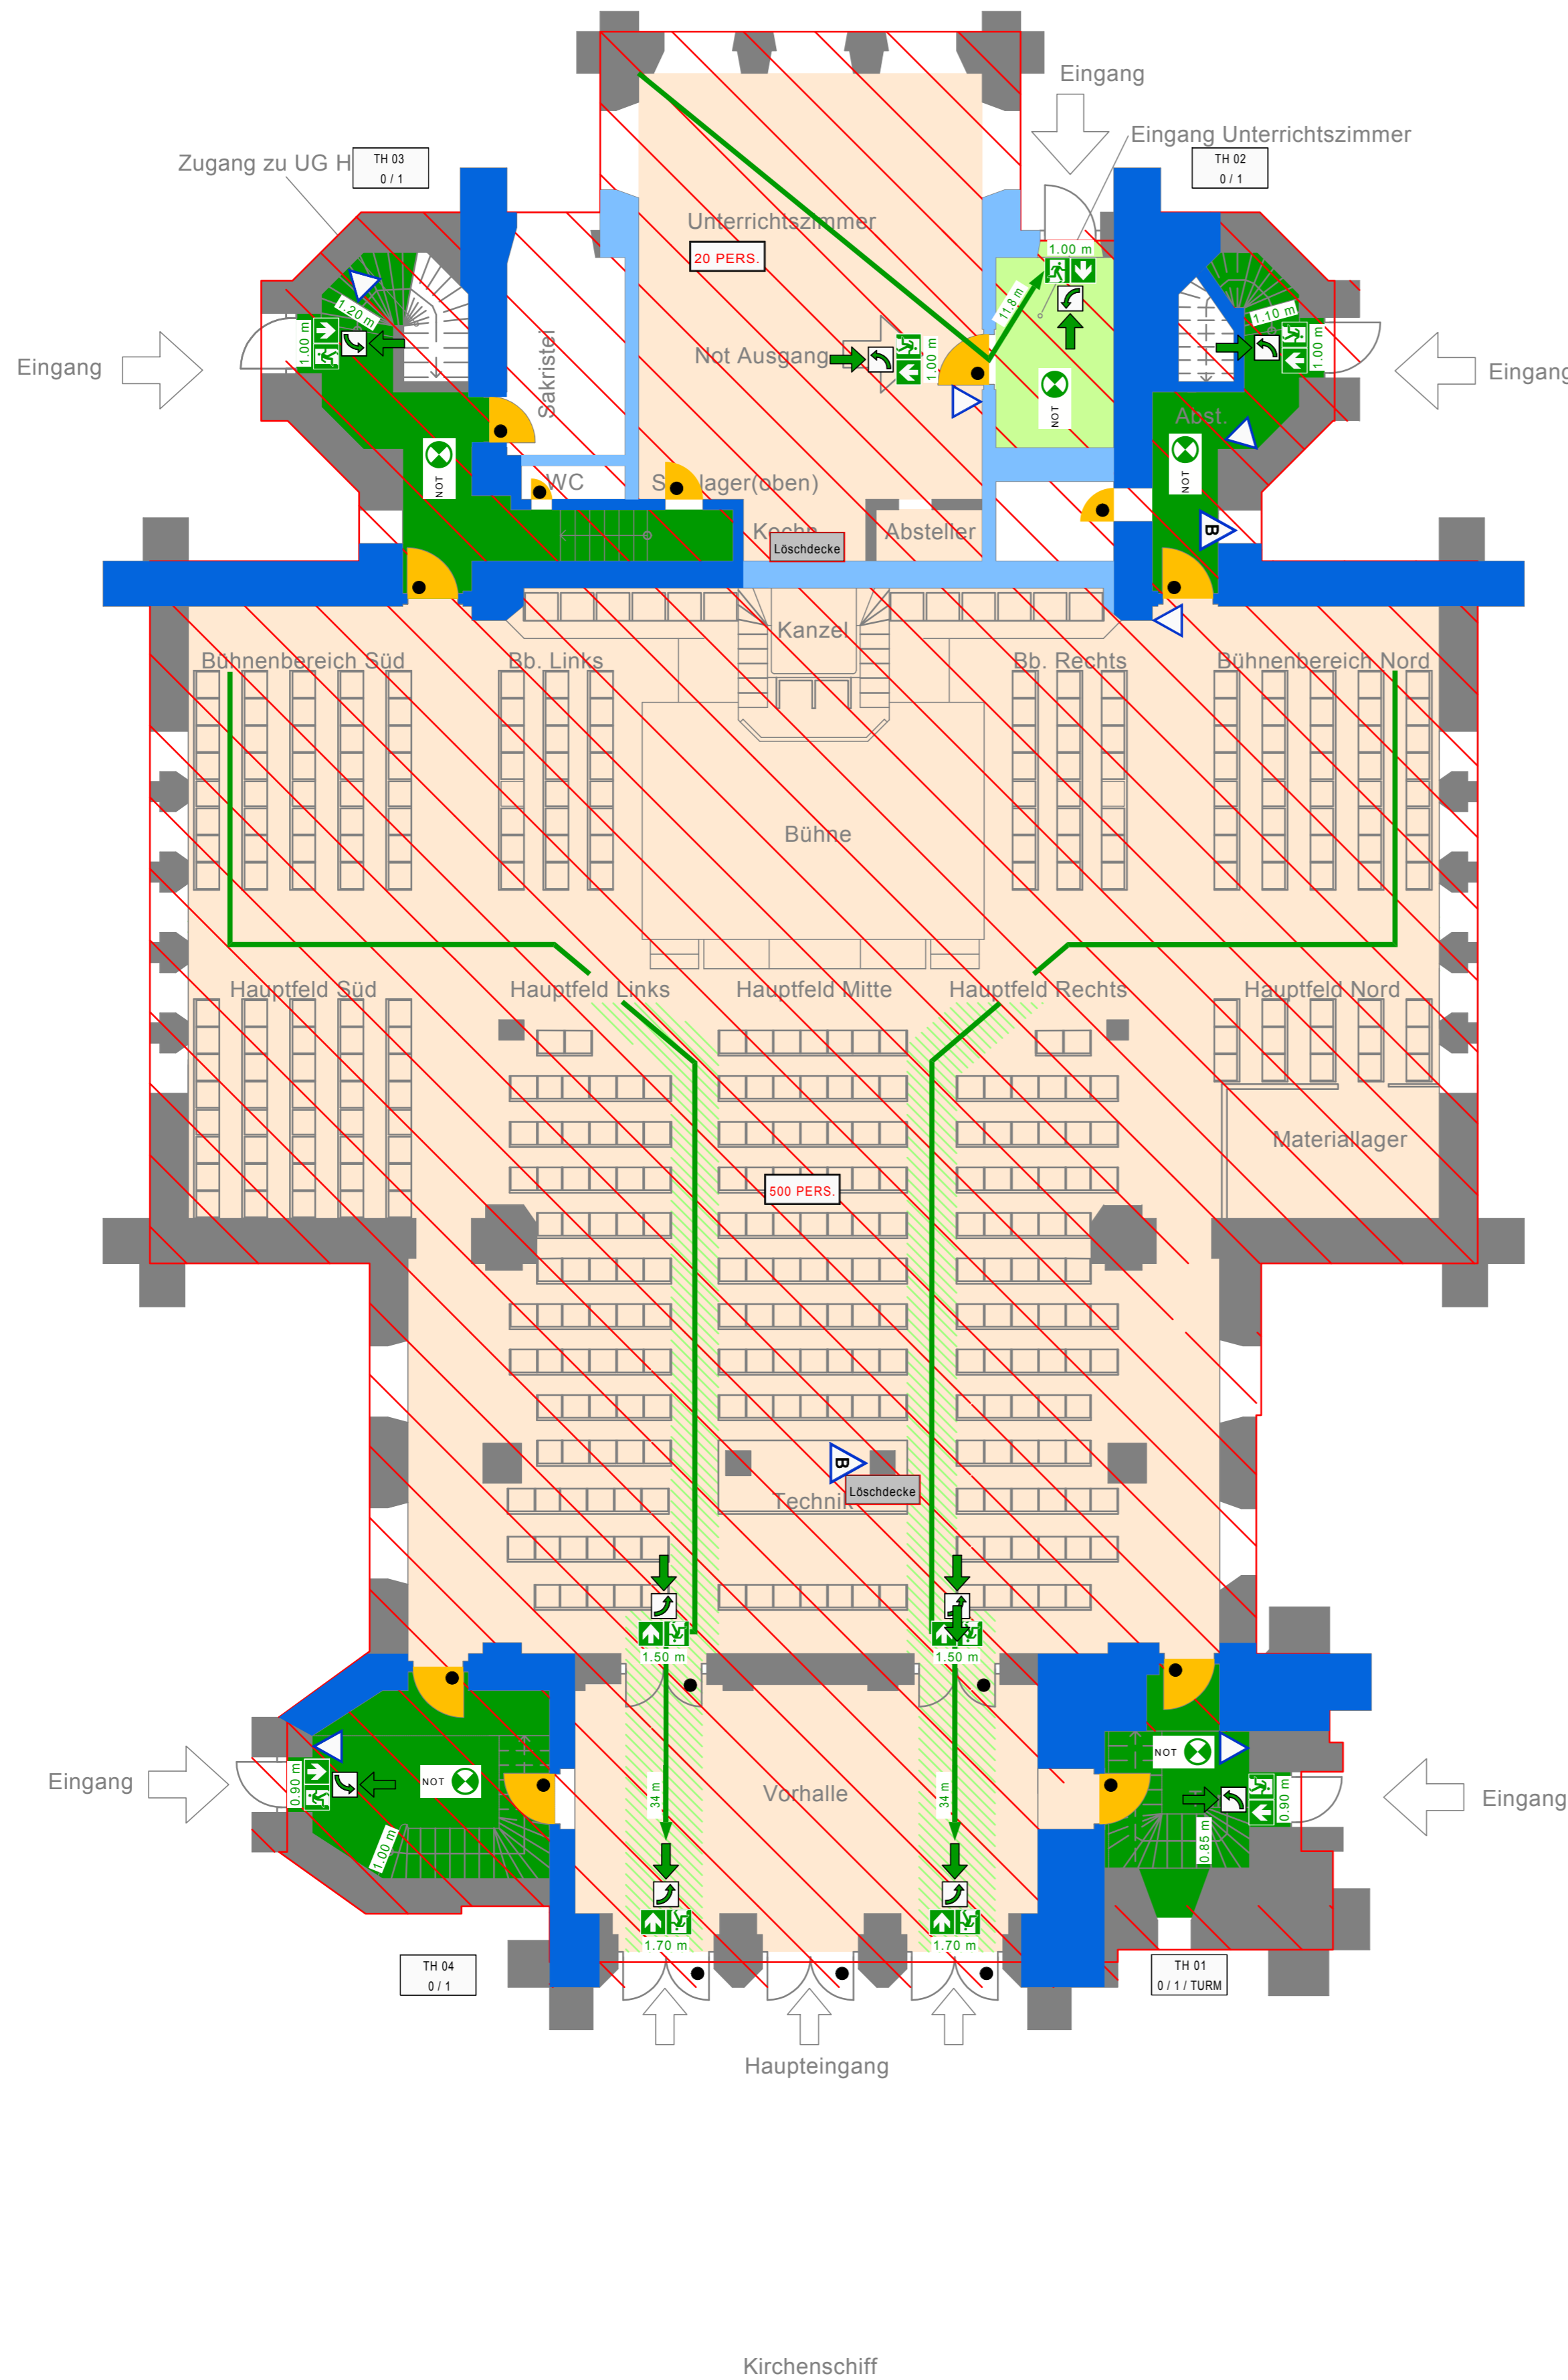 Eingang
Eingang Unterrichtszimmer
Zugang zu UG H
TH 03
0 / 1
TH 02
0 / 1
Unterrichtszimmer
20 PERS.
1.00 m
11.8 m
1.20 m
1.00 m
1.10 m
1.00 m
Eingang
Not Ausgang
1.00 m
Eingang
Sakristei
NOT
Abst.
NOT
NOT
WC
lager(oben)
Absteller
Löschdecke
B
Kanzel
Bühnenbereich Süd
Bb. Links
Bb. Rechts
Bühnenbereich Nord
Bühne
Hauptfeld Süd
Hauptfeld Links
Hauptfeld Mitte
Hauptfeld Rechts
Hauptfeld Nord
Materiallager
500 PERS.
B
Löschdecke
Technik
1.50 m
1.50 m
NOT
NOT
Eingang
0.90 m
1.00 m
34 m
Vorhalle
34 m
0.85 m
0.90 m
Eingang
1.70 m
1.70 m
TH 04
0 / 1
TH 01
0 / 1 / TURM
Haupteingang
Kirchenschiff